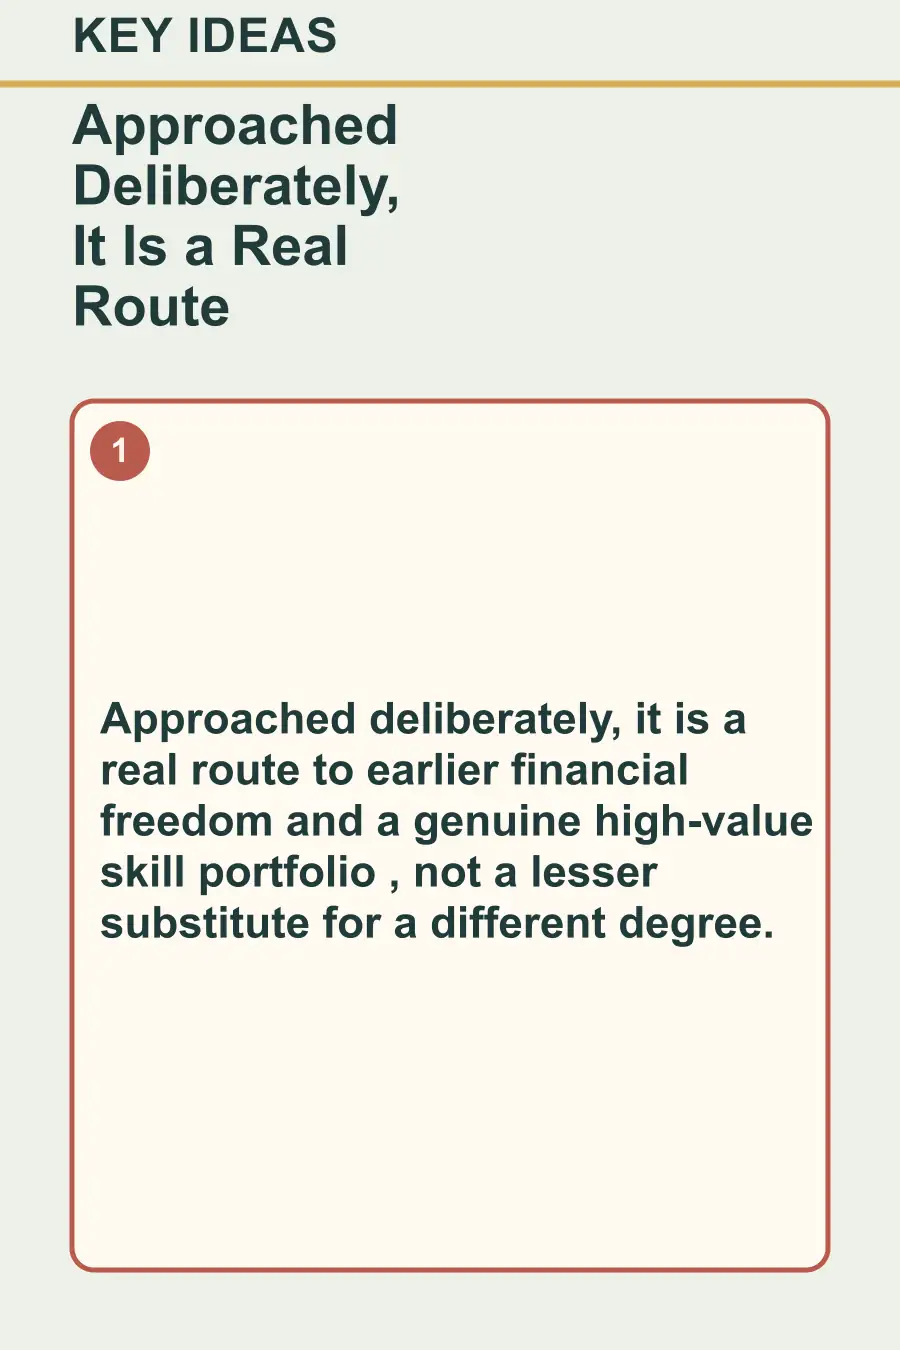 KEY IDEAS
Approached
Deliberately,
It Is a Real
Route
1
Approached deliberately, it is a
real route to earlier financial
freedom and a genuine high-value
skill portfolio , not a lesser
substitute for a different degree.